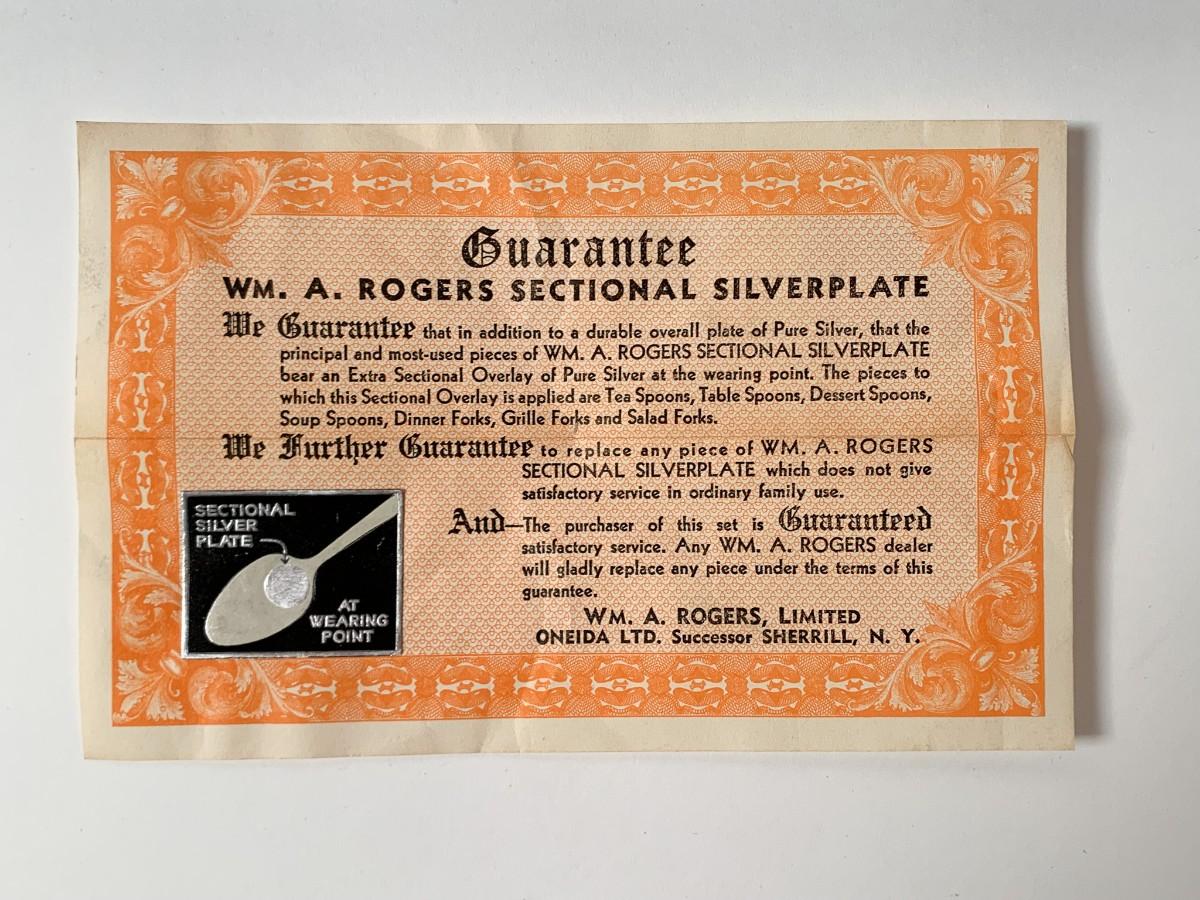 Guarantee
WM. A. ROGERS SECTIONAL SILVERPLATE
We Guarantee that in addition to a durable overall plate of Pure Silver, that the
principal and most-used pieces of WM. A. ROGERS SECTIONAL SILVERPLATE
bear an Extra Sectional Overlay of Pure Silver at the wearing point. The pieces to
which this Sectional Overlay is applied are Tea Spoons, Table Spoons, Dessert Spoons,
Soup Spoons, Dinner Forks, Grille Forks and Salad Forks.
We Further Guarantee to replace any piece of WM. A. ROGERS
SECTIONAL SILVERPLATE which does not give
satisfactory service in ordinary family use.
And—The purchaser of this set is Guaranteed
satisfactory service. Any WM. A. ROGERS dealer
will gladly replace any piece under the terms of this
guarantee.
WM. A. ROGERS, LIMITED
ONEIDA LTD. Successor SHERRILL, N. Y.
SECTIONAL
SILVER
PLATE
AT
WEARING
POINT